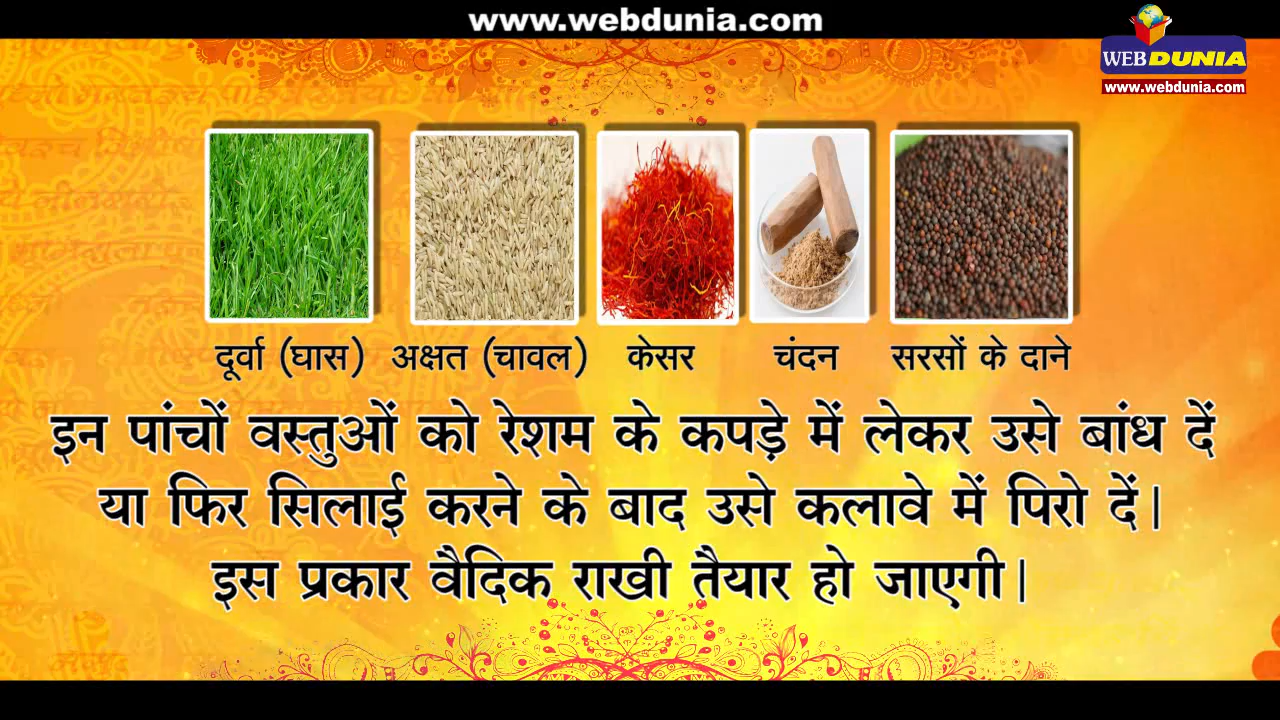 www.webdunia.com
WEBDUNIA
www.webdunia.com
दूर्वा (घास) अक्षत (चावल) केसर चंदन सरसों के दाने
इन पांचों वस्तुओं को रेशम के कपड़े में लेकर उसे बांध दें
या फिर सिलाई करने के बाद उसे कलावे में पिरो दें।
इस प्रकार वैदिक राखी तैयार हो जाएगी।